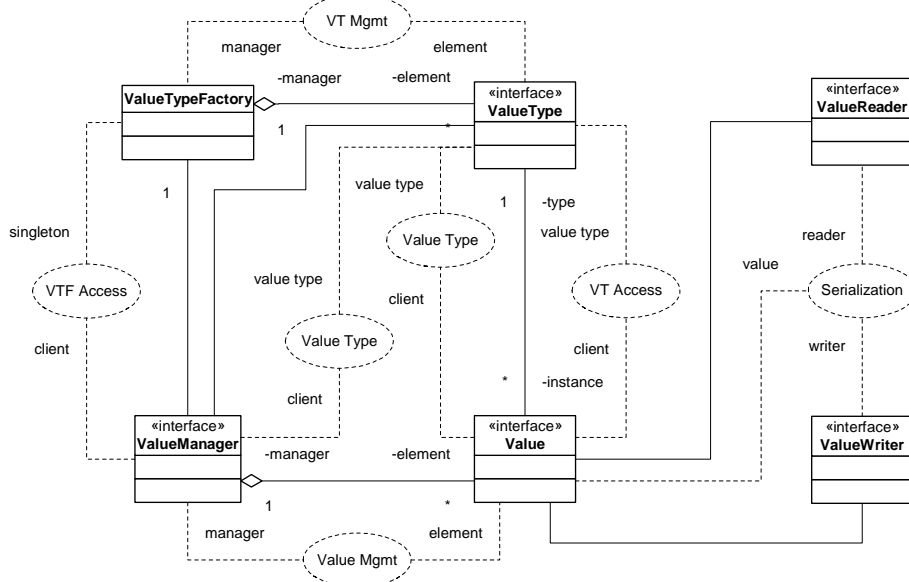 VT Mgmt
manager
element
-manager
-element
ValueTypeFactory
«interface»
ValueType
«interface»
ValueReader
1
*
value type
1
1
-type
singleton
value type
reader
Value Type
value
value type
client
VTF Access
VT Access
Serialization
Value Type
client
client
writer
client
*
-instance
«interface»
ValueManager
«interface»
Value
«interface»
ValueWriter
-manager
-element
1
*
manager
element
Value Mgmt